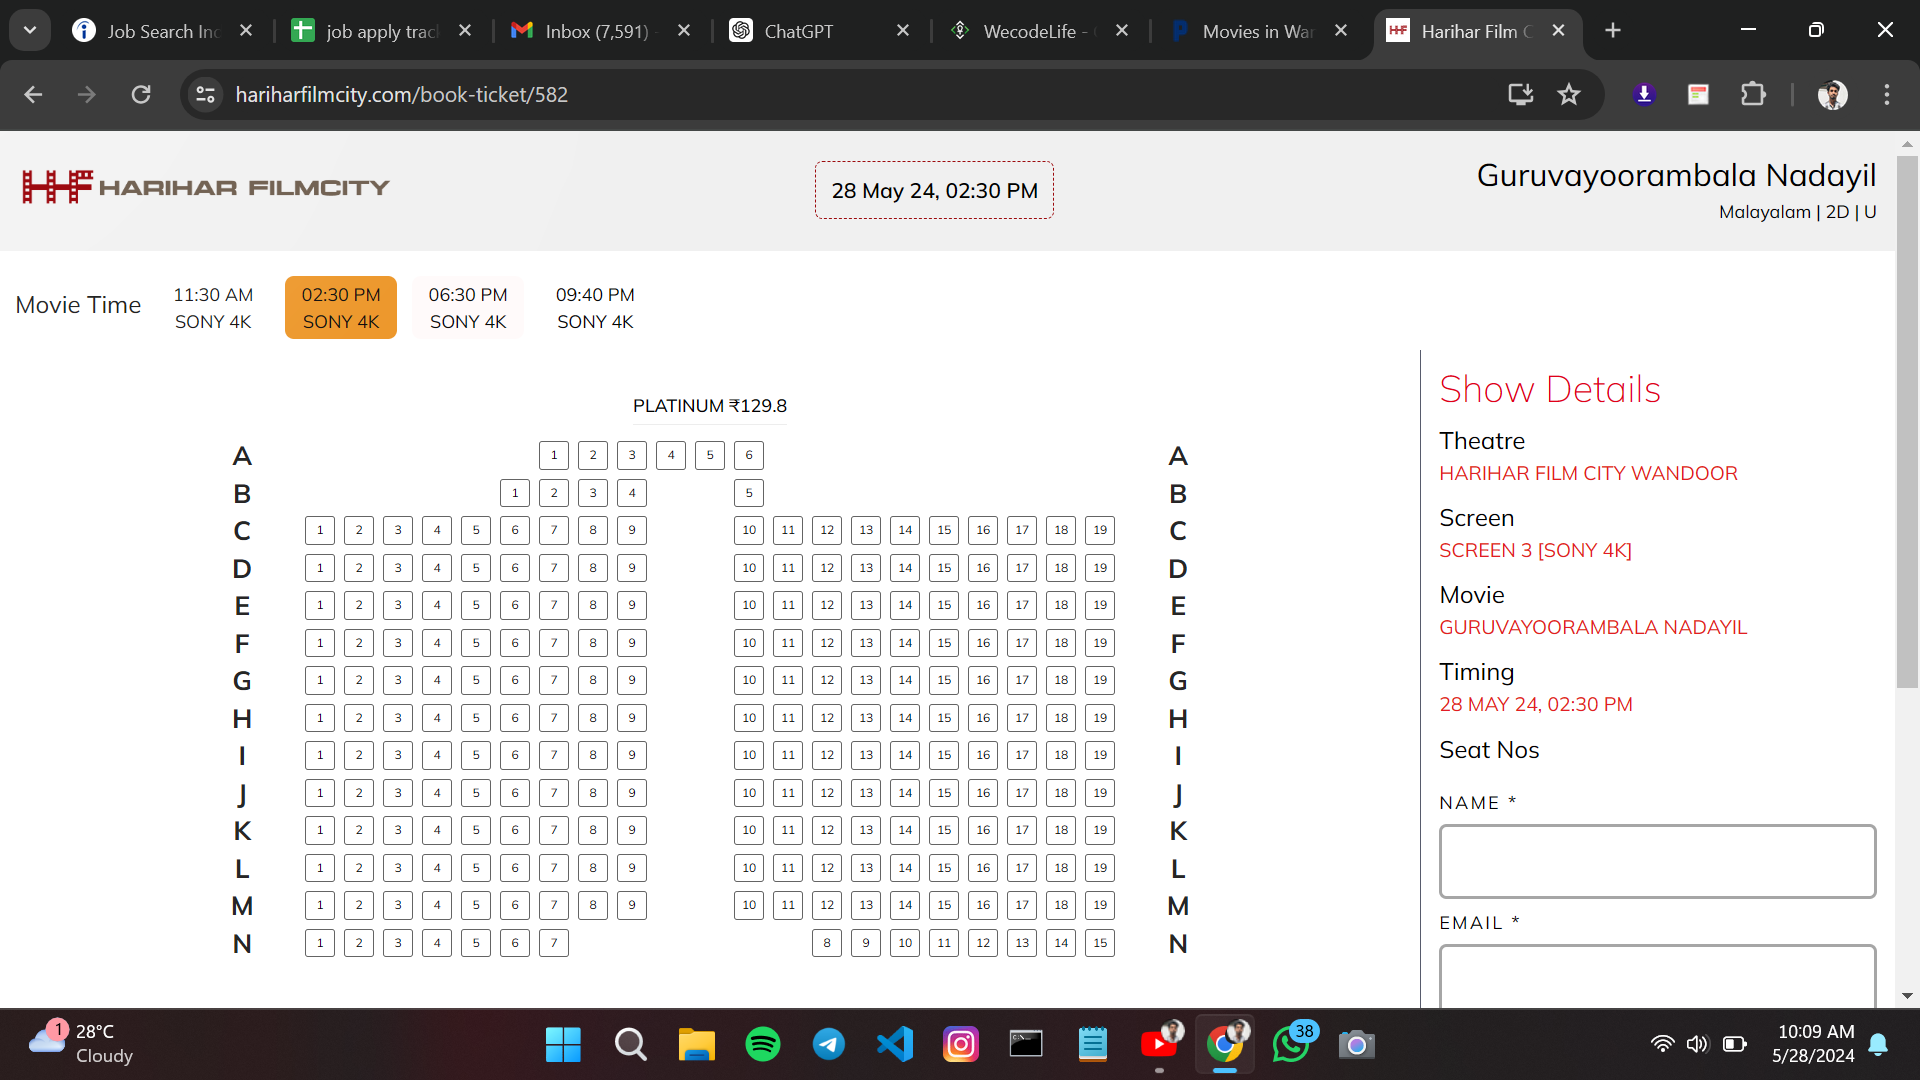 Job Search In
job apply trac
Inbox (7,591) -
ChatGPT
WecodeLife -
Movies in War
Harihar Film C
hariharfilmcity.com/book-ticket/582
HHF HARIHAR FILMCITY
28 May 24, 02:30 PM
Guruvayoorambala Nadayil
Malayalam | 2D | U
Movie Time
11:30 AM
SONY 4K
02:30 PM
SONY 4K
06:30 PM
SONY 4K
09:40 PM
SONY 4K
PLATINUM ₹129.8
A 1 2 3 4 5 6 A
B 1 2 3 4 5 B
C 1 2 3 4 5 6 7 8 9 10 11 12 13 14 15 16 17 18 19 C
D 1 2 3 4 5 6 7 8 9 10 11 12 13 14 15 16 17 18 19 D
E 1 2 3 4 5 6 7 8 9 10 11 12 13 14 15 16 17 18 19 E
F 1 2 3 4 5 6 7 8 9 10 11 12 13 14 15 16 17 18 19 F
G 1 2 3 4 5 6 7 8 9 10 11 12 13 14 15 16 17 18 19 G
H 1 2 3 4 5 6 7 8 9 10 11 12 13 14 15 16 17 18 19 H
I 1 2 3 4 5 6 7 8 9 10 11 12 13 14 15 16 17 18 19 I
J 1 2 3 4 5 6 7 8 9 10 11 12 13 14 15 16 17 18 19 J
K 1 2 3 4 5 6 7 8 9 10 11 12 13 14 15 16 17 18 19 K
L 1 2 3 4 5 6 7 8 9 10 11 12 13 14 15 16 17 18 19 L
M 1 2 3 4 5 6 7 8 9 10 11 12 13 14 15 16 17 18 19 M
N 1 2 3 4 5 6 7 8 9 10 11 12 13 14 15 N
Show Details
Theatre
HARIHAR FILM CITY WANDOOR
Screen
SCREEN 3 [SONY 4K]
Movie
GURUVAYOORAMBALA NADAYIL
Timing
28 MAY 24, 02:30 PM
Seat Nos
NAME *
EMAIL *
1
28°C
Cloudy
38
10:09 AM
5/28/2024